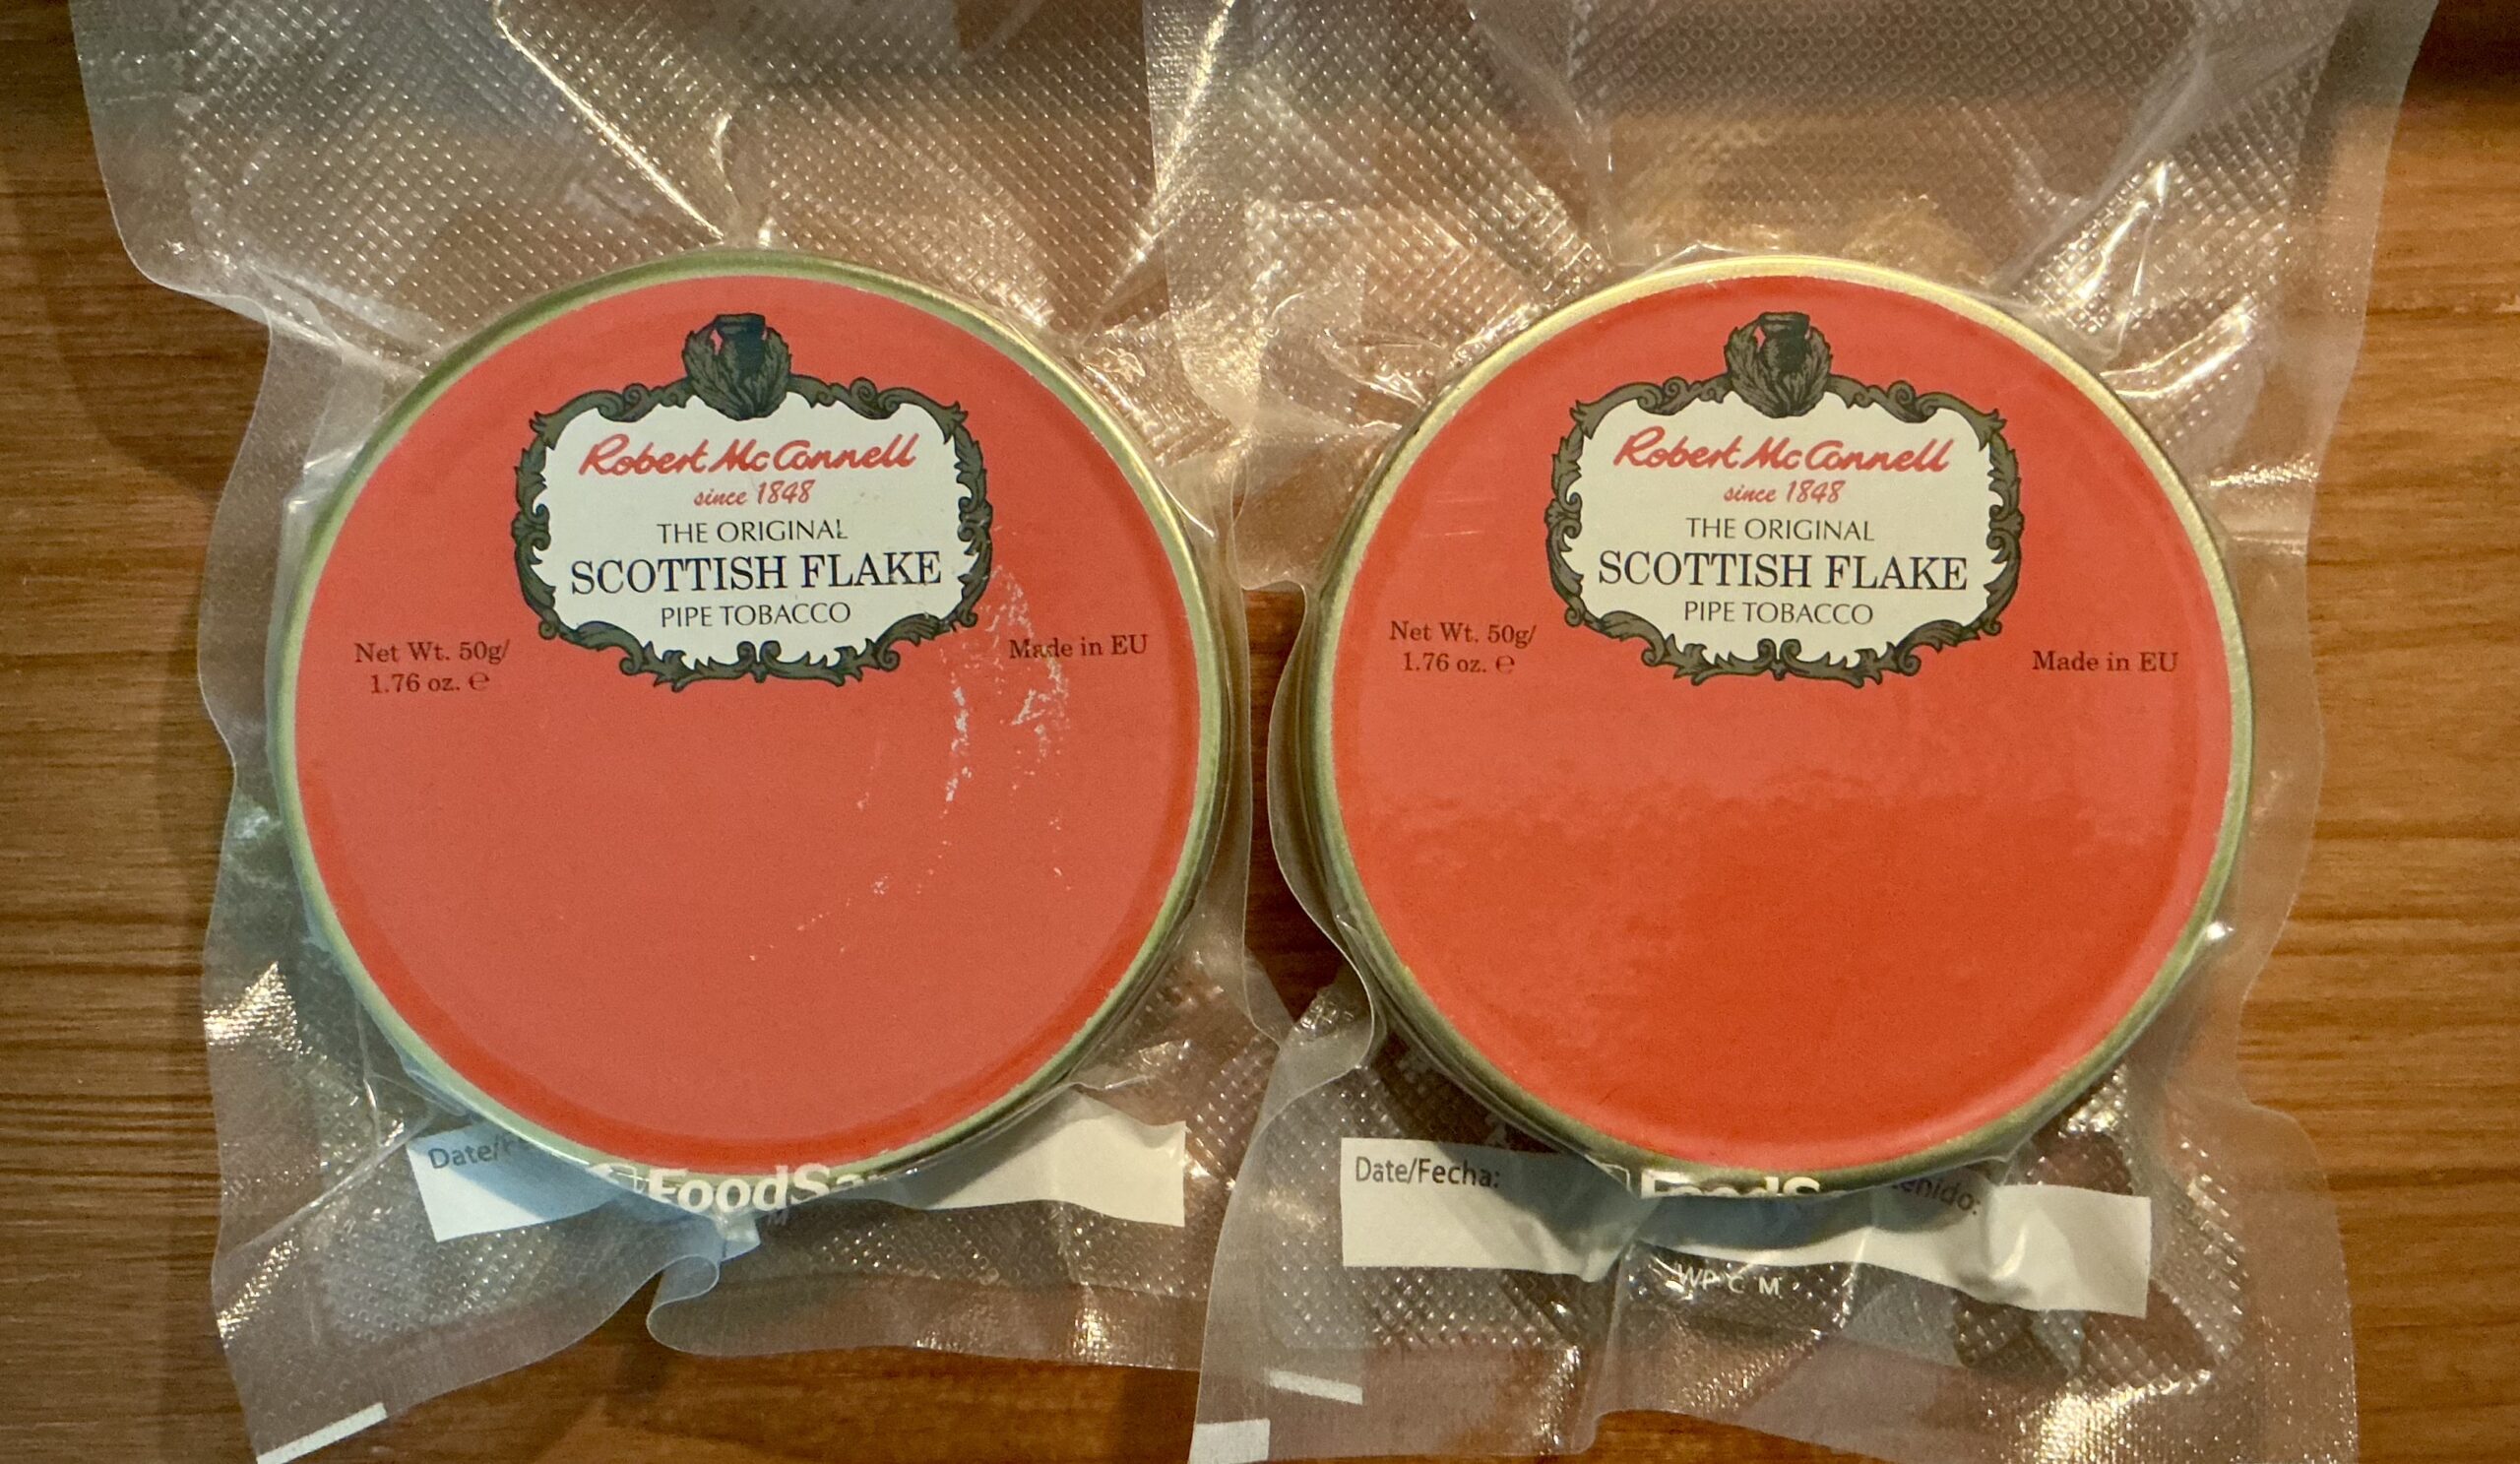 Robert McConnell
since 1848
THE ORIGINAL
SCOTTISH FLAKE
PIPE TOBACCO
Net Wt. 50g/
1.76 oz. ℮
Made in EU
Robert McConnell
since 1848
THE ORIGINAL
SCOTTISH FLAKE
PIPE TOBACCO
Net Wt. 50g/
1.76 oz. ℮
Made in EU
Date/
Date/Fecha: